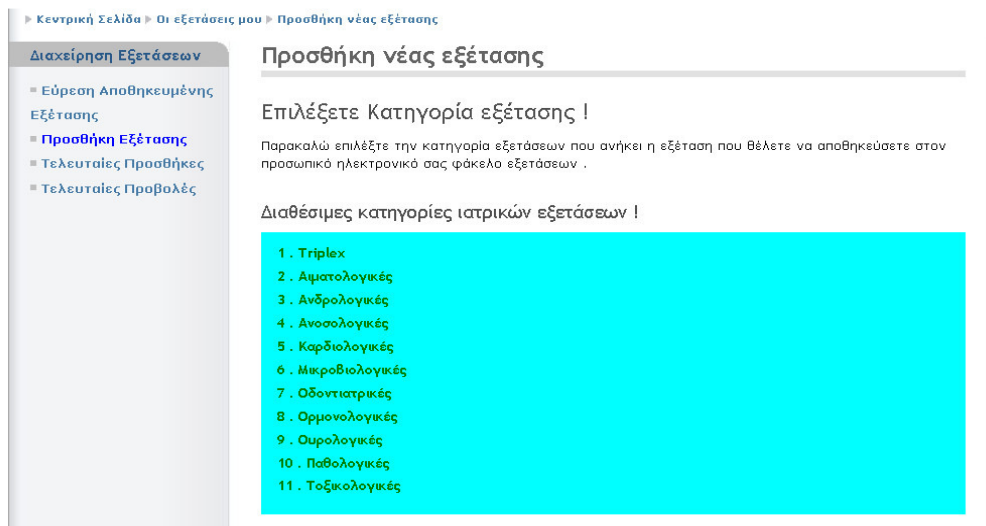 Κεντρική Σελίδα Οι εξετάσεις μου Προσθήκη νέας εξέτασης
Διαχείρηση Εξετάσεων
Εύρεση Αποθηκευμένης
Εξέτασης
Προσθήκη Εξέτασης
Τελευταίες Προσθήκες
Τελευταίες Προβολές
Προσθήκη νέας εξέτασης
Επιλέξετε Κατηγορία εξέτασης !
Παρακαλώ επιλέξτε την κατηγορία εξετάσεων που ανήκει η εξέταση που θέλετε να αποθηκεύσετε στον
προσωπικό ηλεκτρονικό σας φάκελο εξετάσεων .
Διαθέσιμες κατηγορίες ιατρικών εξετάσεων !
1 . Triplex
2 . Αιματολογικές
3 . Ανδρολογικές
4 . Ανοσολογικές
5 . Καρδιολογικές
6 . Μικροβιολογικές
7 . Οδοντιατρικές
8 . Ορμονολογικές
9 . Ουρολογικές
10 . Παθολογικές
11 . Τοξικολογικές